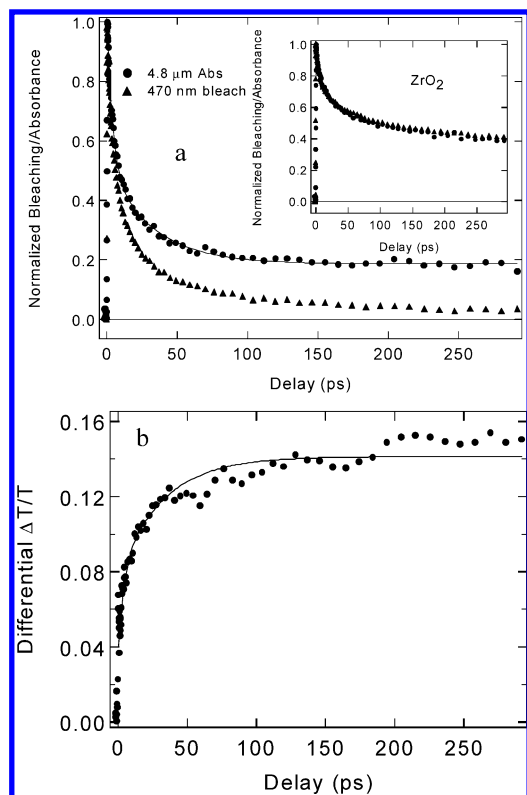 a
4.8 μm Abs
470 nm bleach
Normalized Bleaching/Absorbance
1.0
0.8
0.6
0.4
0.2
0.0
0 50 100 150 200 250
Delay (ps)
ZrO2
Normalized Bleaching/Absorbance
1.0
0.8
0.6
0.4
0.2
0.0
0 50 100 150 200 250
Delay (ps)
b
Differential ΔT/T
0.16
0.12
0.08
0.04
0.00
0 50 100 150 200 250
Delay (ps)